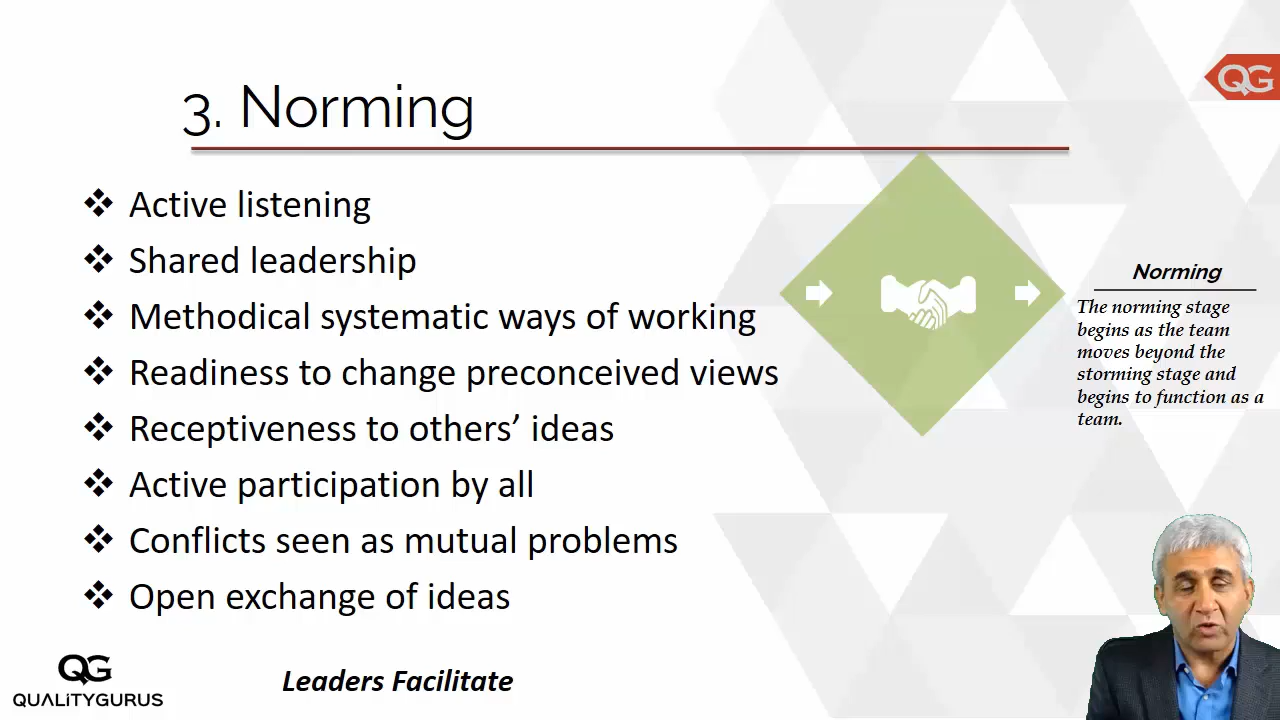 3. Norming
QG
Active listening
Shared leadership
Methodical systematic ways of working
Readiness to change preconceived views
Receptiveness to others’ ideas
Active participation by all
Conflicts seen as mutual problems
Open exchange of ideas
Norming
The norming stage
begins as the team
moves beyond the
storming stage and
begins to function as a
team.
Leaders Facilitate
QG
QUALiTYGURUS